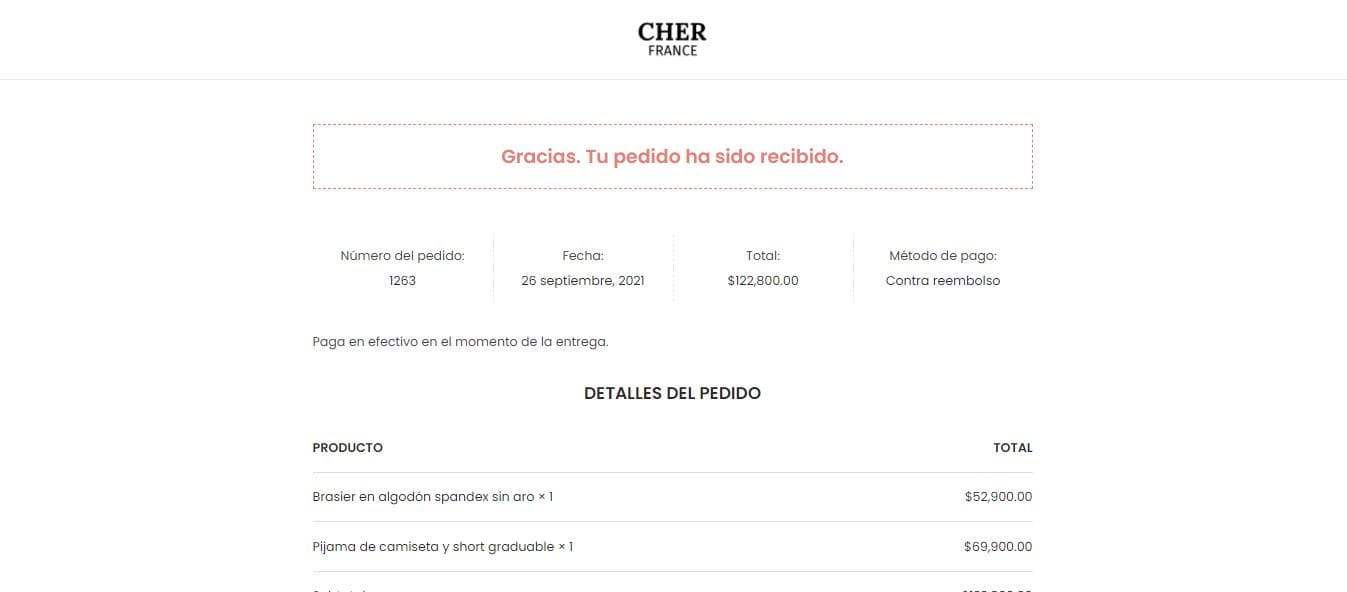 CHER
FRANCE
Gracias. Tu pedido ha sido recibido.
Número del pedido:
1263
Fecha:
26 septiembre, 2021
Total:
$122,800.00
Método de pago:
Contra reembolso
Paga en efectivo en el momento de la entrega.
DETALLES DEL PEDIDO
PRODUCTO TOTAL
Brasier en algodón spandex sin aro × 1 $52,900.00
Pijama de camiseta y short graduable × 1 $69,900.00